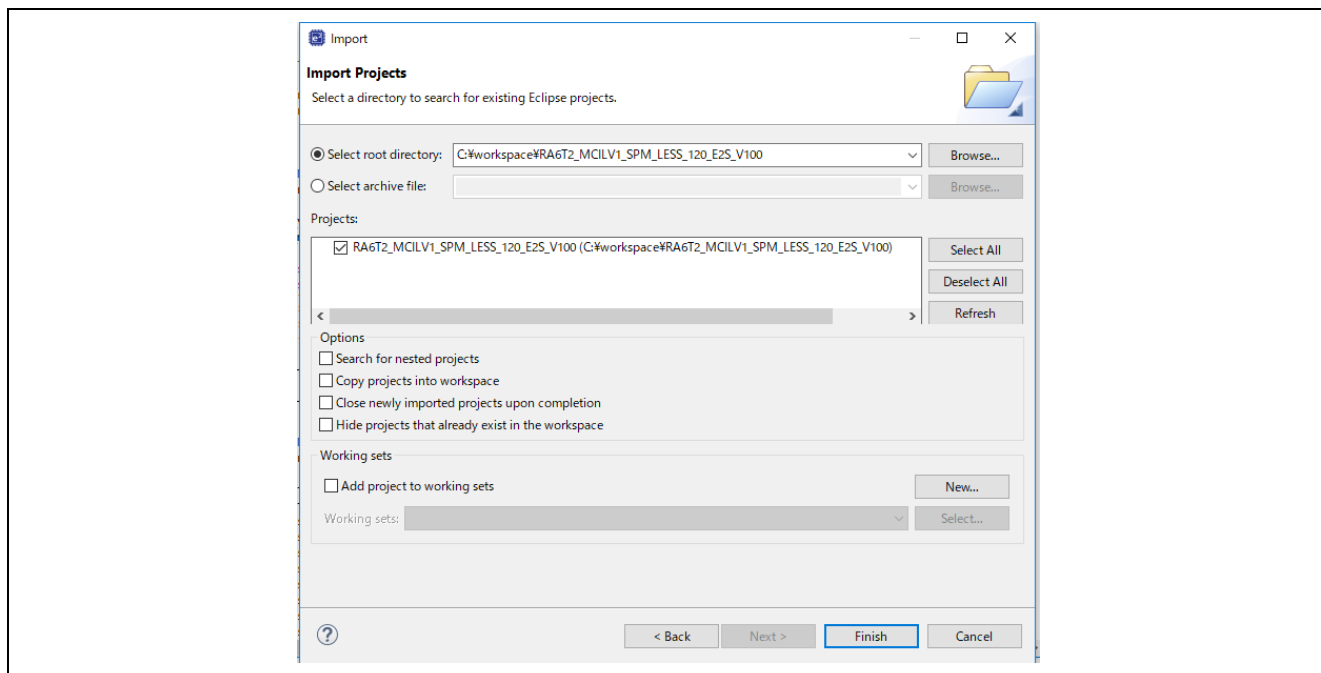 Import
Import Projects
Select a directory to search for existing Eclipse projects.
Select root directory: C:¥workspace¥RA6T2_MCILV1_SPM_LESS_120_E2S_V100 Browse...
Select archive file: Browse...
Projects:
RA6T2_MCILV1_SPM_LESS_120_E2S_V100 (C:¥workspace¥RA6T2_MCILV1_SPM_LESS_120_E2S_V100) Select All
Deselect All
Refresh
Options
Search for nested projects
Copy projects into workspace
Close newly imported projects upon completion
Hide projects that already exist in the workspace
Working sets
Add project to working sets New...
Working sets: Select...
? < Back Next > Finish Cancel